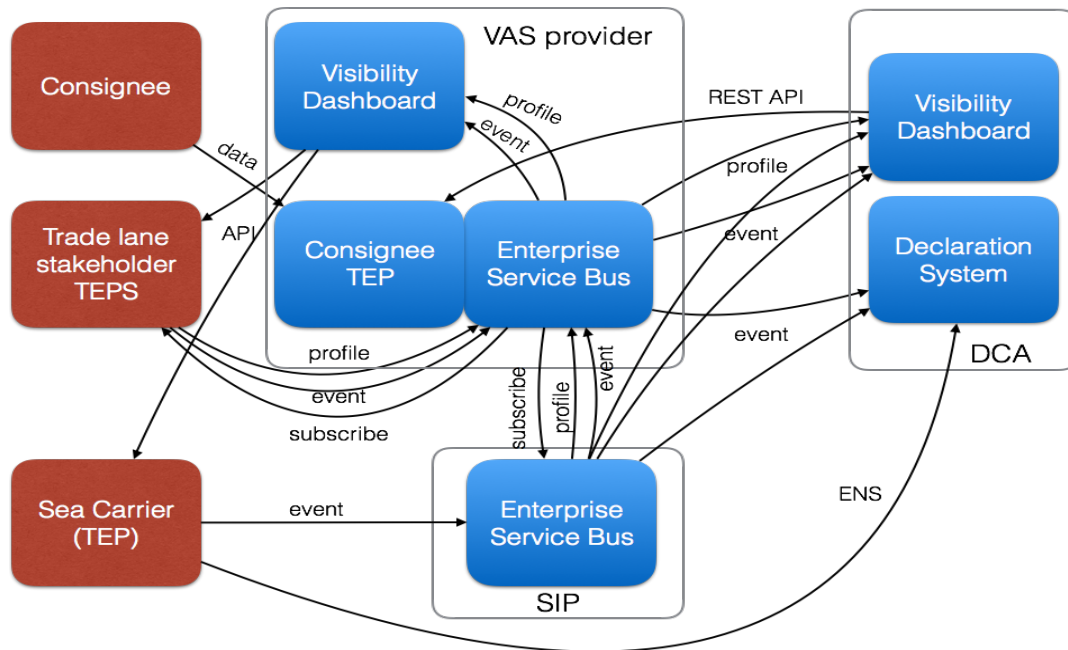 VAS provider
Consignee
Visibility
Dashboard
Visibility
Dashboard
REST API
profile
event
data
profile
API
Trade lane
stakeholder
TEPS
Consignee
TEP
Enterprise
Service Bus
event
Declaration
System
event
DCA
profile
event
subscribe
subscribe
profile
event
Sea Carrier
(TEP)
event
Enterprise
Service Bus
ENS
SIP